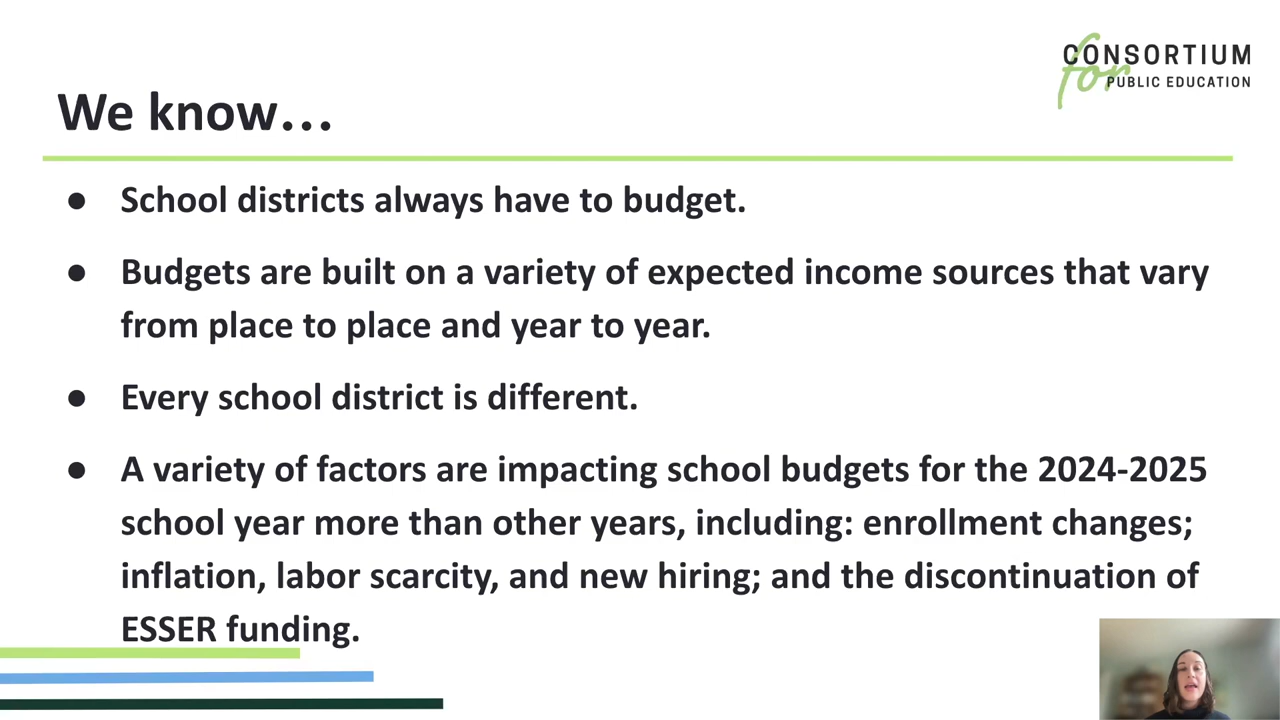 CONSORTIUM
for PUBLIC EDUCATION
We know...
● School districts always have to budget.
● Budgets are built on a variety of expected income sources that vary
from place to place and year to year.
● Every school district is different.
● A variety of factors are impacting school budgets for the 2024-2025
school year more than other years, including: enrollment changes;
inflation, labor scarcity, and new hiring; and the discontinuation of
ESSER funding.